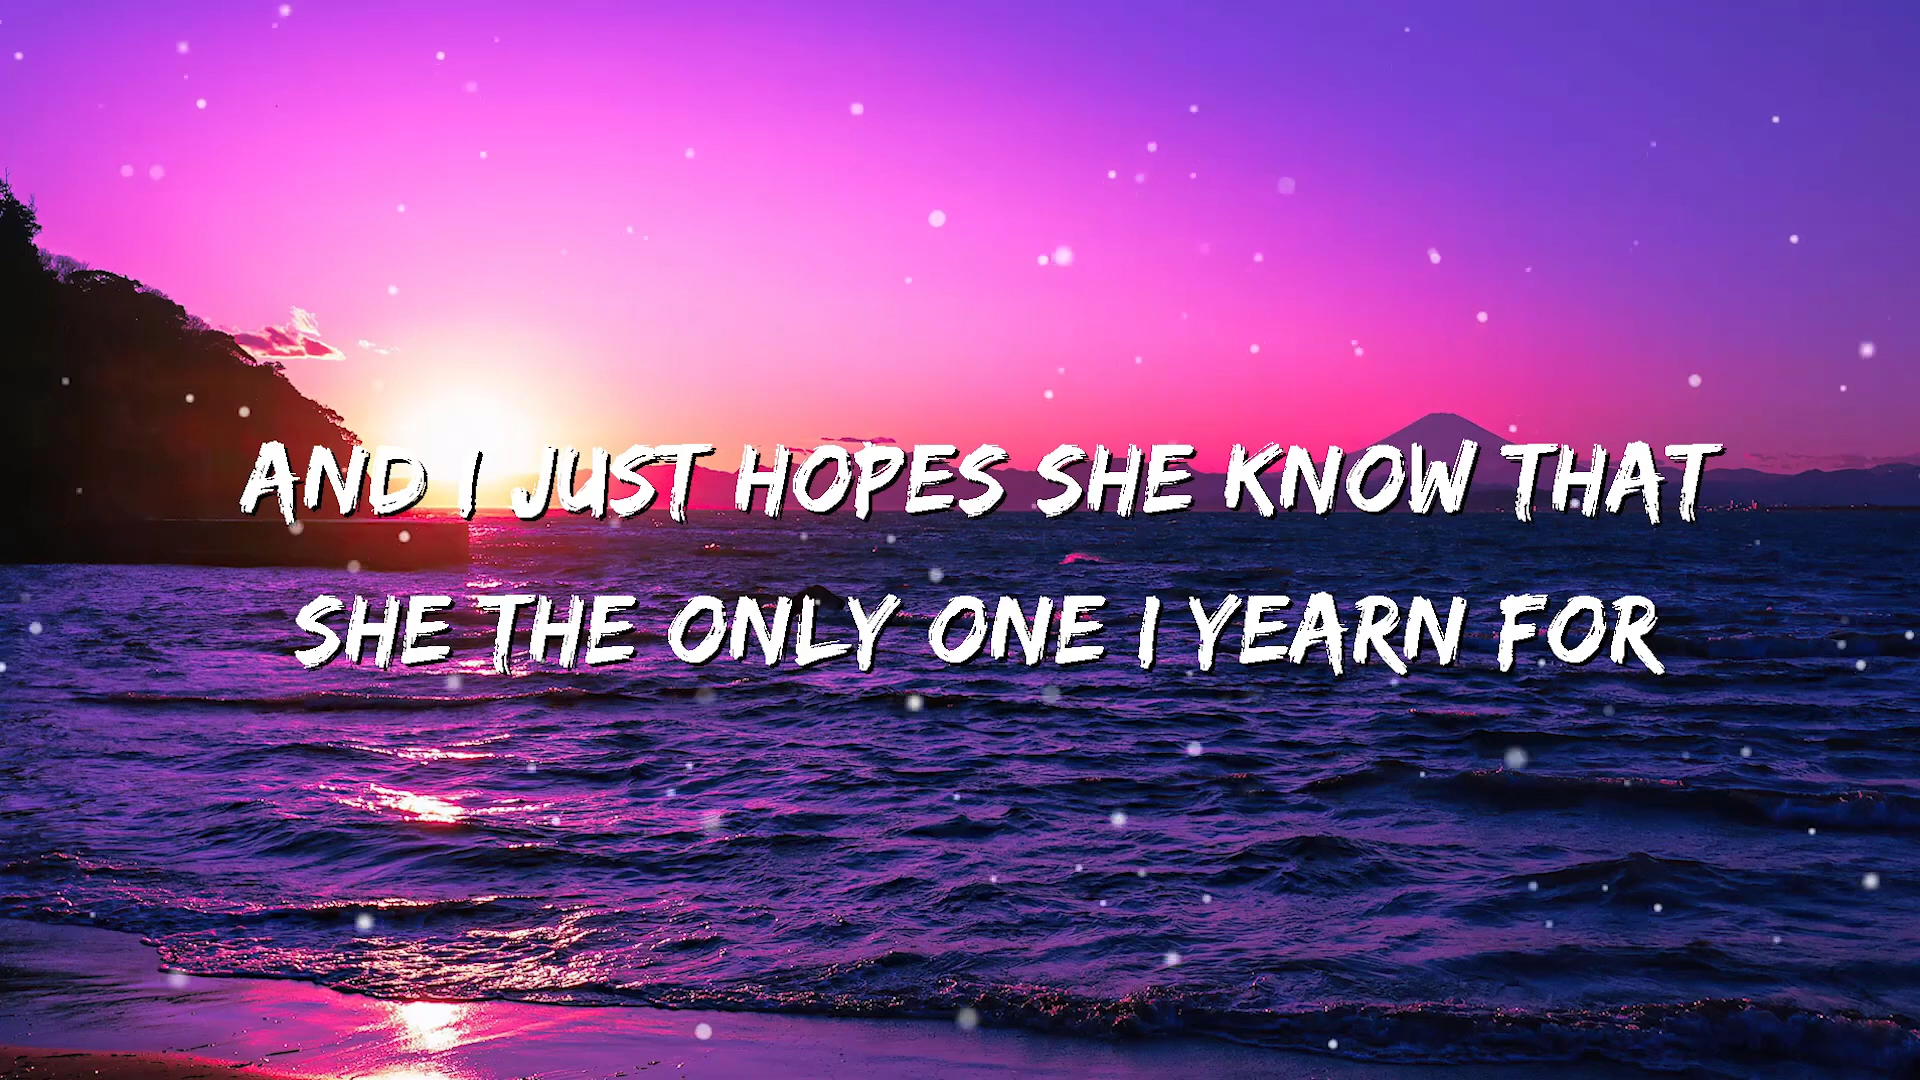 AND I JUST HOPES SHE KNOW THAT
SHE THE ONLY ONE I YEARN FOR